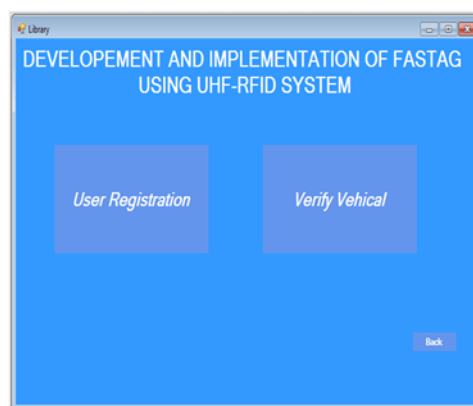 Library
DEVELOPEMENT AND IMPLEMENTATION OF FASTAG
USING UHF-RFID SYSTEM
User Registration
Verify Vehical
Back